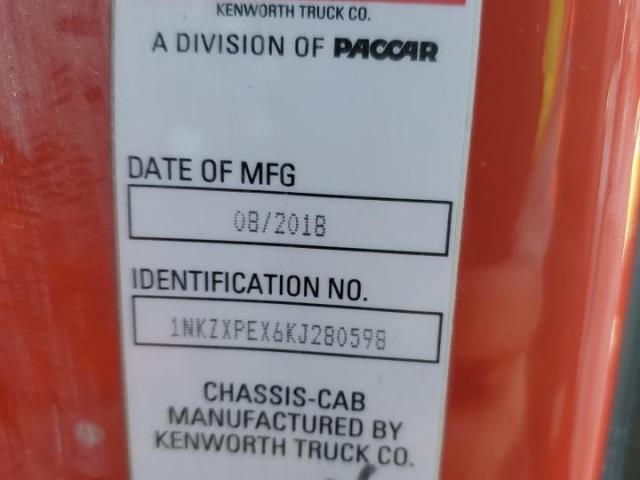 KENWORTH TRUCK CO.
A DIVISION OF PACCAR
DATE OF MFG
08/2018
IDENTIFICATION NO.
1NKZXPEX6KJ280598
CHASSIS-CAB
MANUFACTURED BY
KENWORTH TRUCK CO.